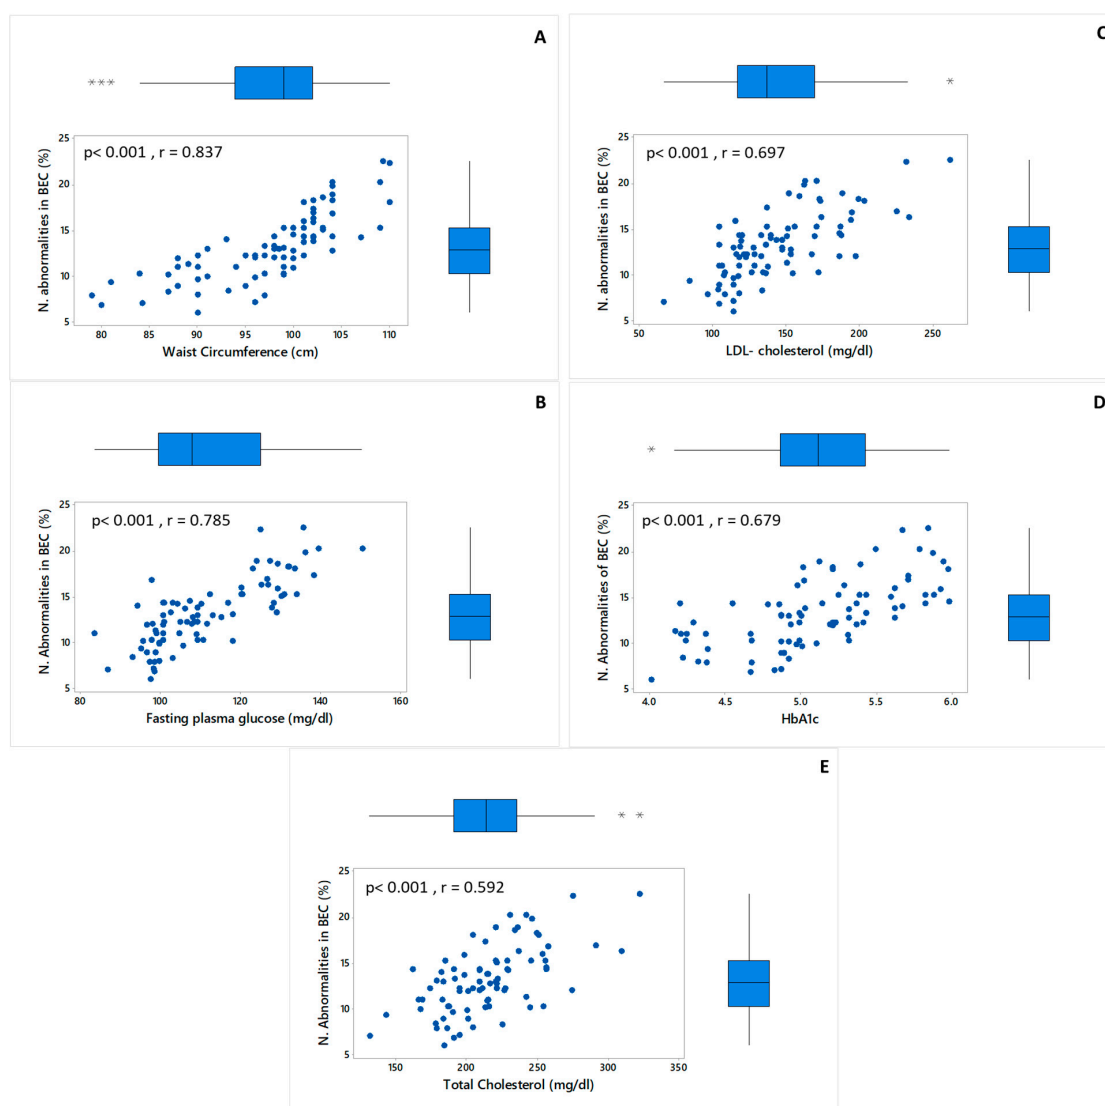 A
***
p< 0.001 , r = 0.837
N. abnormalities in BEC (%)
25
20
15
10
5
80 85 90 95 100 105 110
Waist Circumference (cm)
C
*
p< 0.001 , r = 0.697
N. abnormalities in BEC (%)
25
20
15
10
5
50 100 150 200 250
LDL- cholesterol (mg/dl)
B
p< 0.001 , r = 0.785
N. Abnormalities in BEC (%)
25
20
15
10
5
80 100 120 140 160
Fasting plasma glucose (mg/dl)
D
*
p< 0.001 , r = 0.679
N. Abnormalities of BEC (%)
25
20
15
10
5
4.0 4.5 5.0 5.5 6.0
HbA1c
E
* *
p< 0.001 , r = 0.592
N. Abnormalities in BEC (%)
25
20
15
10
5
150 200 250 300 350
Total Cholesterol (mg/dl)